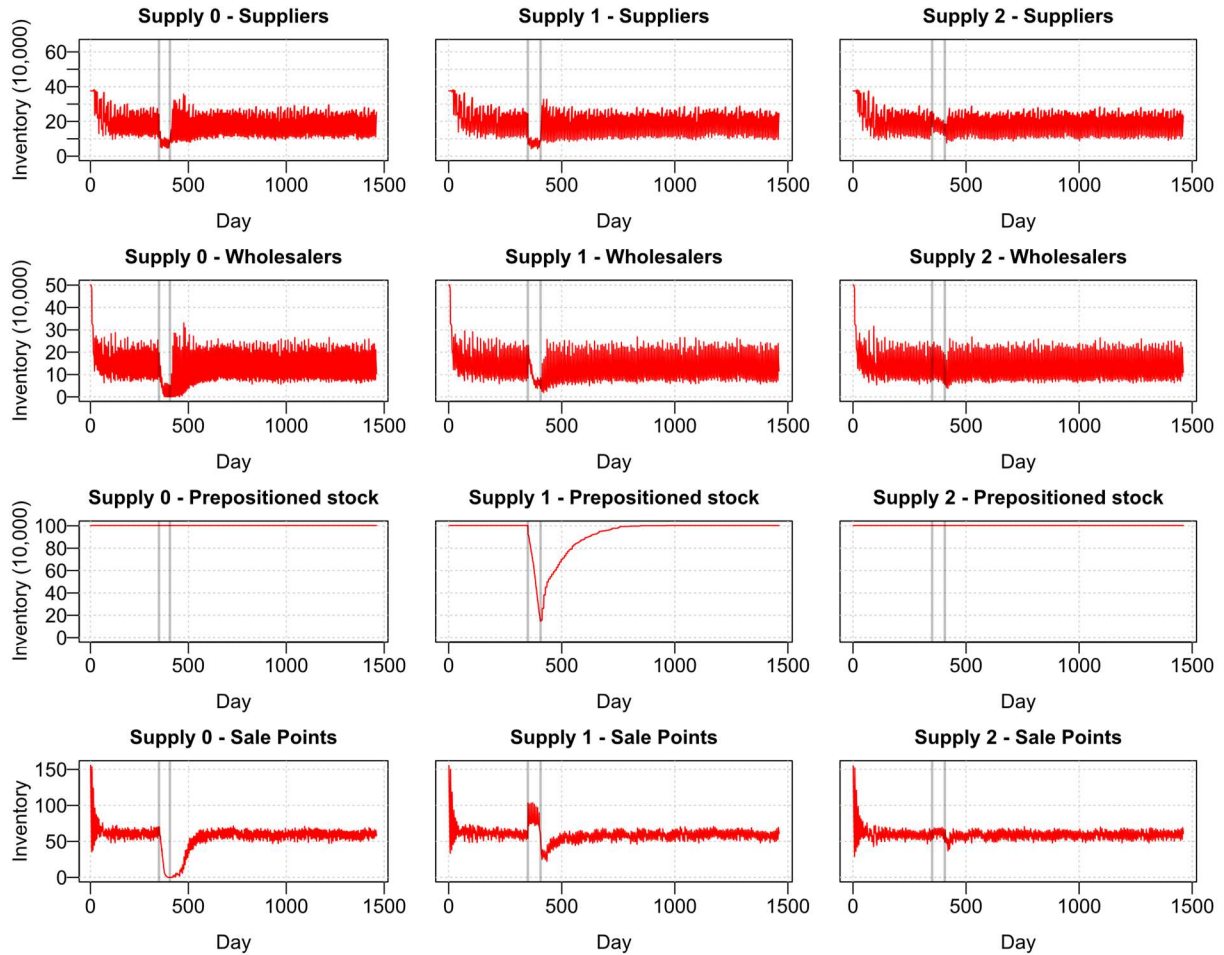 Supply 0 - Suppliers
Supply 1 - Suppliers
Supply 2 - Suppliers
Inventory (10,000)
60
40
20
0
0 500 1000 1500
0 500 1000 1500
0 500 1000 1500
Day
Day
Day
Supply 0 - Wholesalers
Supply 1 - Wholesalers
Supply 2 - Wholesalers
Inventory (10,000)
50
40
30
20
10
0
0 500 1000 1500
0 500 1000 1500
0 500 1000 1500
Day
Day
Day
Supply 0 - Prepositioned stock
Supply 1 - Prepositioned stock
Supply 2 - Prepositioned stock
Inventory (10,000)
100
80
60
40
20
0
0 500 1000 1500
0 500 1000 1500
0 500 1000 1500
Day
Day
Day
Supply 0 - Sale Points
Supply 1 - Sale Points
Supply 2 - Sale Points
Inventory
150
100
50
0
0 500 1000 1500
0 500 1000 1500
0 500 1000 1500
Day
Day
Day